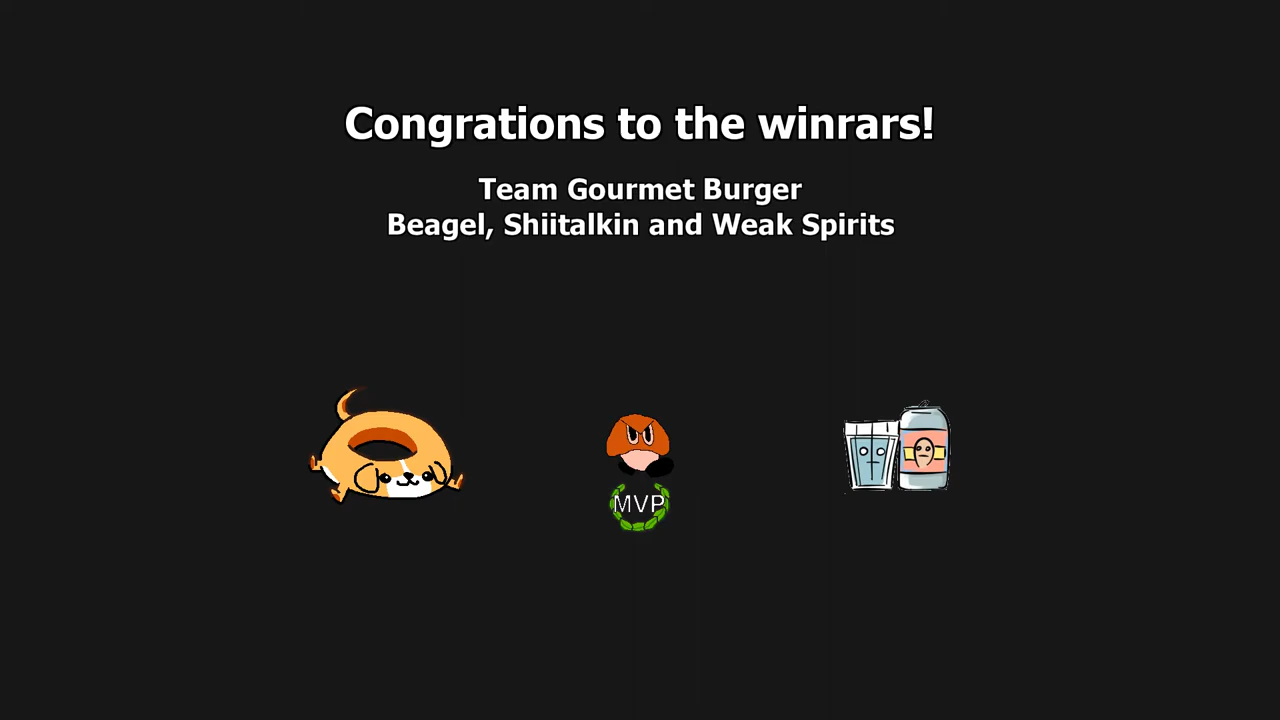 Congrations to the winrars!
Team Gourmet Burger
Beagel, Shiitalkin and Weak Spirits
MVP